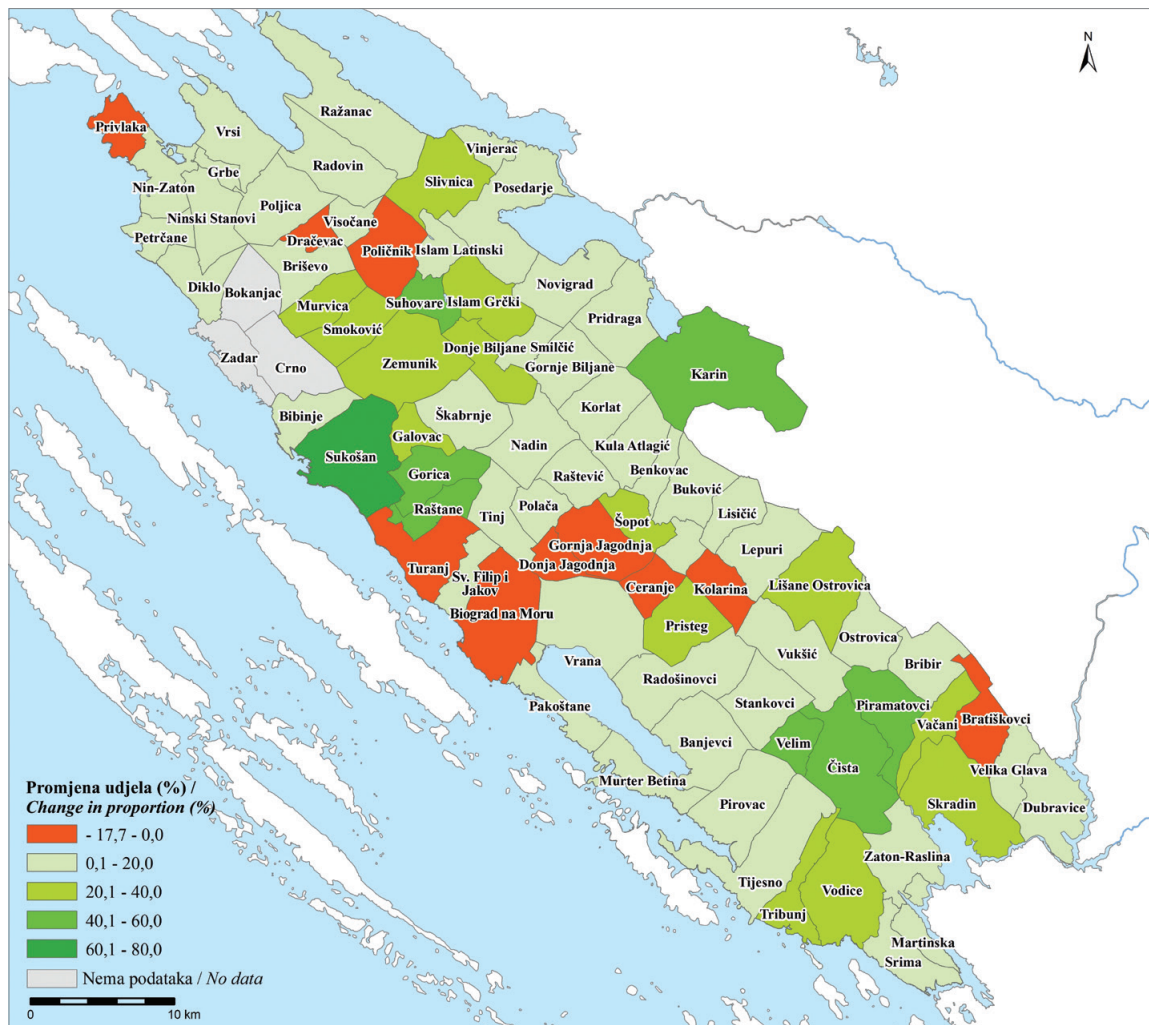 N
Privlaka
Ražanac
Vrsi
Vinjerac
Grbe
Radovin
Slivnica
Nin-Zaton
Posedarje
Poljica
Ninski Stanovi
Visočane
Petrčane
Dračevac
Poličnik
Islam Latinski
Briševo
Diklo
Bokanjac
Novigrad
Murvica
Suhovare
Islam Grčki
Pridraga
Smoković
Zadar
Crno
Zemunik
Donje Biljane
Smilčić
Gornje Biljane
Karin
Bibinje
Škabrnje
Korlat
Galovac
Nadin
Kula Atlagić
Sukošan
Gorica
Raštević
Benkovac
Buković
Raštane
Tinj
Polača
Lisičić
Šopot
Gornja Jagodnja
Lepuri
Turanj
Donja Jagodnja
Sv. Filip i
Jakov
Ceranje
Kolarina
Lišane Ostrovica
Biograd na Moru
Pristeg
Ostrovica
Vrana
Vukšić
Bribir
Radošinovci
Pakoštane
Stankovci
Piramatovci
Vačani
Bratiškovci
Banjevci
Velim
Čista
Velika Glava
Murter Betina
Pirovac
Skradin
Dubravice
Zaton-Raslina
Tijesno
Vodice
Tribunj
Martinska
Srima
Promjena udjela (%) /
Change in proportion (%)
- 17,7 - 0,0
0,1 - 20,0
20,1 - 40,0
40,1 - 60,0
60,1 - 80,0
Nema podataka / No data
0 10 km